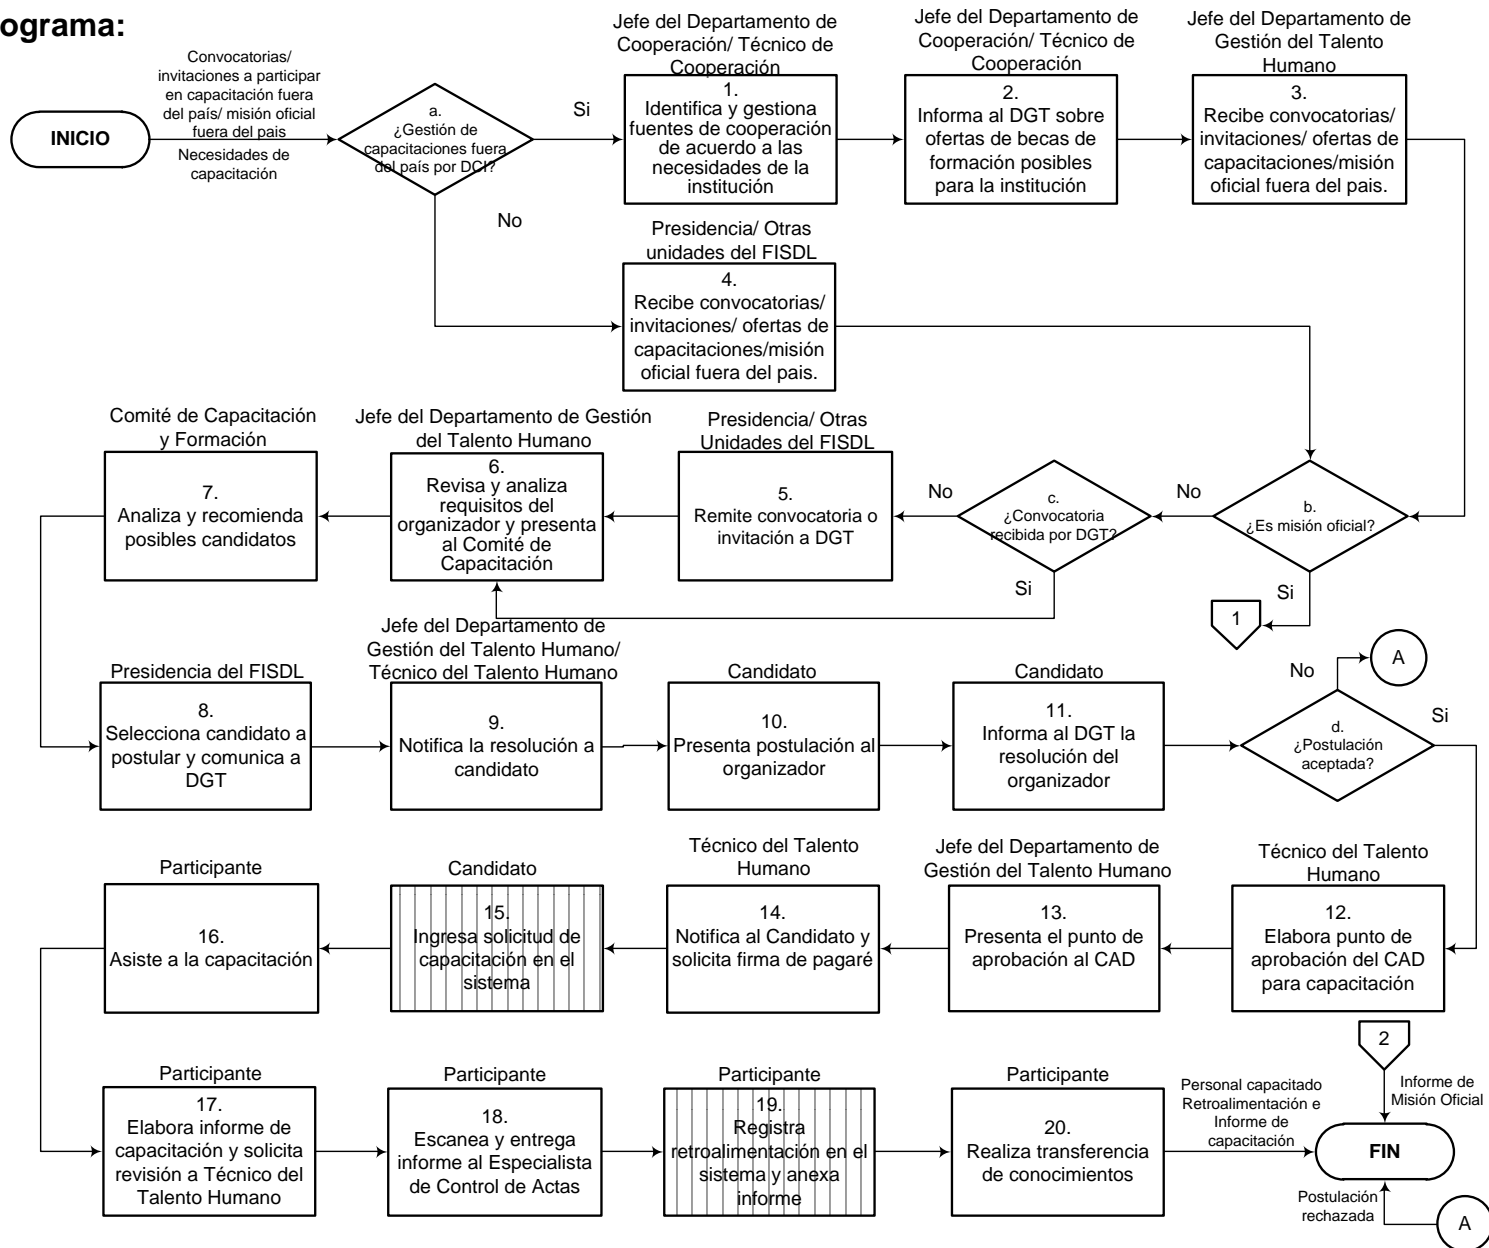 ograma:
INICIO
Convocatorias/
invitaciones a participar
en capacitación fuera
del país/ misión oficial
fuera del pais
Necesidades de
capacitación
a.
¿Gestión de
capacitaciones fuera
del país por DCI?
Si
No
Jefe del Departamento de
Cooperación/ Técnico de
Cooperación
1.
Identifica y gestiona
fuentes de cooperación
de acuerdo a las
necesidades de la
institución
Jefe del Departamento de
Cooperación/ Técnico de
Cooperación
2.
Informa al DGT sobre
ofertas de becas de
formación posibles
para la institución
Jefe del Departamento de
Gestión del Talento
Humano
3.
Recibe convocatorias/
invitaciones/ ofertas de
capacitaciones/misión
oficial fuera del pais.
Presidencia/ Otras
unidades del FISDL
4.
Recibe convocatorias/
invitaciones/ ofertas de
capacitaciones/misión
oficial fuera del pais.
b.
¿Es misión oficial?
No
Si
1
c.
¿Convocatoria
recibida por DGT?
No
Si
Presidencia/ Otras
Unidades del FISDL
5.
Remite convocatoria o
invitación a DGT
Jefe del Departamento de Gestión
del Talento Humano
6.
Revisa y analiza
requisitos del
organizador y presenta
al Comité de
Capacitación
Comité de Capacitación
y Formación
7.
Analiza y recomienda
posibles candidatos
Presidencia del FISDL
8.
Selecciona candidato a
postular y comunica a
DGT
Jefe del Departamento de
Gestión del Talento Humano/
Técnico del Talento Humano
9.
Notifica la resolución a
candidato
Candidato
10.
Presenta postulación al
organizador
Candidato
11.
Informa al DGT la
resolución del
organizador
d.
¿Postulación
aceptada?
No
A
Si
Técnico del Talento
Humano
12.
Elabora punto de
aprobación del CAD
para capacitación
Jefe del Departamento de
Gestión del Talento Humano
13.
Presenta el punto de
aprobación al CAD
Técnico del Talento
Humano
14.
Notifica al Candidato y
solicita firma de pagaré
Candidato
15.
Ingresa solicitud de
capacitación en el
sistema
Participante
16.
Asiste a la capacitación
Participante
17.
Elabora informe de
capacitación y solicita
revisión a Técnico del
Talento Humano
Participante
18.
Escanea y entrega
informe al Especialista
de Control de Actas
Participante
19.
Registra
retroalimentación en el
sistema y anexa
informe
Participante
20.
Realiza transferencia
de conocimientos
Personal capacitado
Retroalimentación e
Informe de
capacitación
2
Informe de
Misión Oficial
FIN
Postulación
rechazada
A